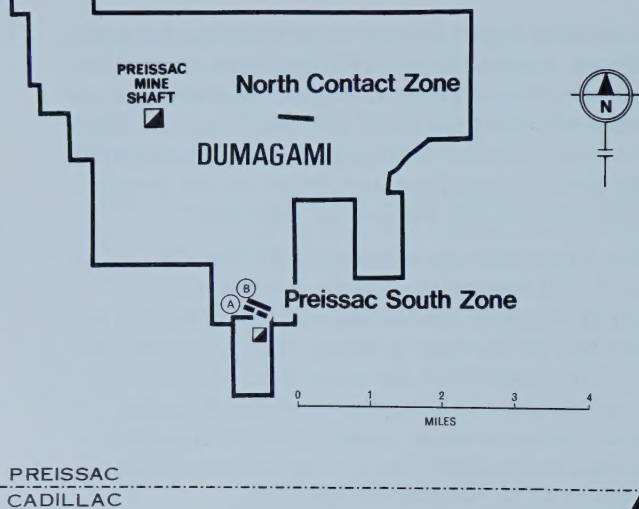 PREISSAC
MINE
SHAFT
North Contact Zone
N
DUMAGAMI
B
A
Preissac South Zone
0 1 2 3 4
MILES
PREISSAC
CADILLAC